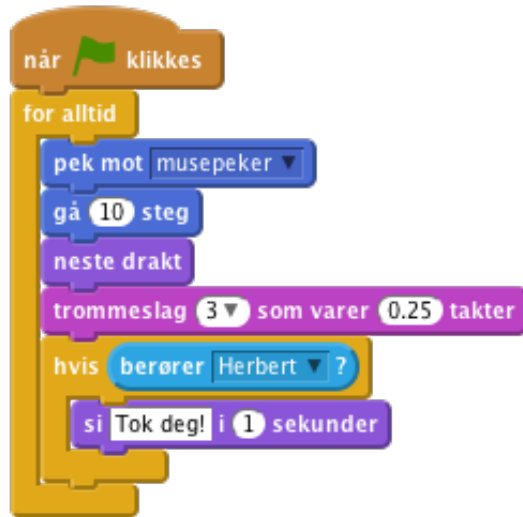 når klikkes
for alltid
pek mot musepeker
gå 10 steg
neste drakt
trommeslag 3 som varer 0.25 takter
hvis berører Herbert ?
si Tok deg! i 1 sekunder